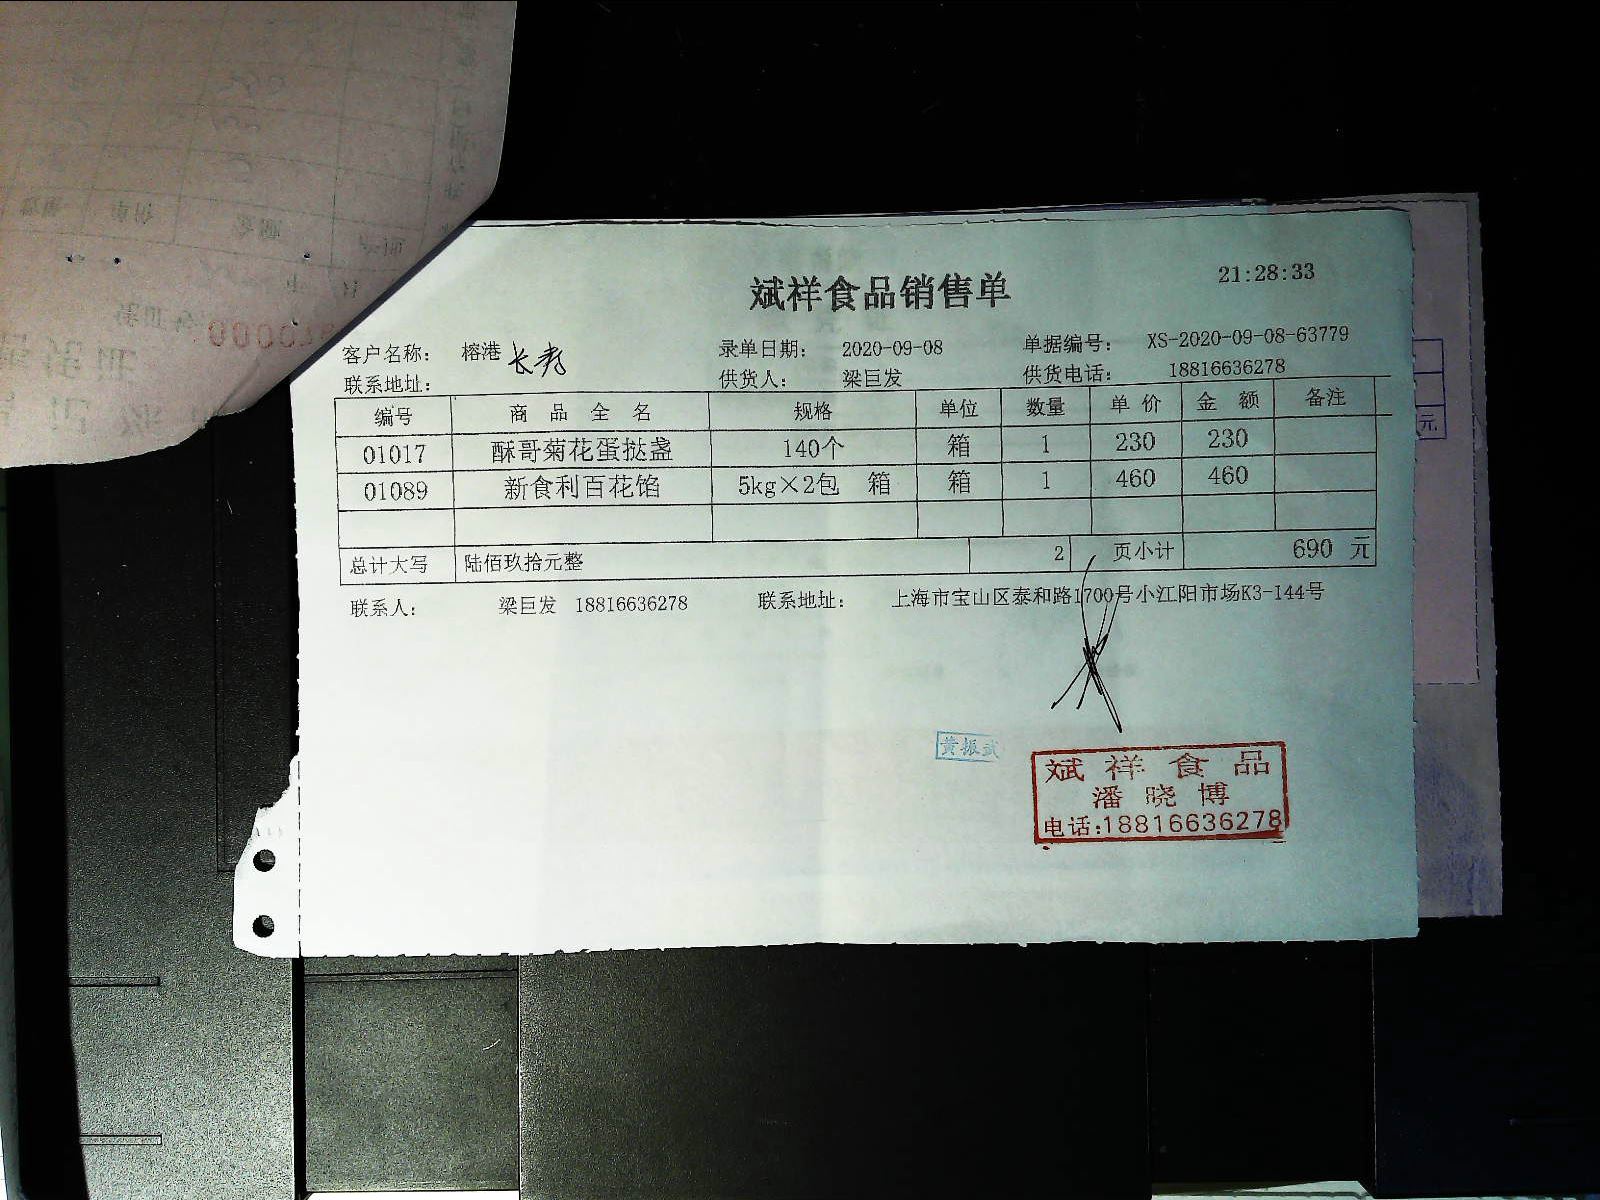 斌祥食品销售单 21:28:33
客户名称: 榕港 录单日期: 2020-09-08 单据编号: XS-2020-09-08-63779
联系地址: 供货人: 梁巨发 供货电话: 18816636278
编号 商品全名 规格 单位 数量 单价 金额 备注
01017 酥哥菊花蛋挞盏 140个 箱 1 230 230
01089 新食利百花馅 5kg×2包 箱 箱 1 460 460
总计大写 陆佰玖拾元整 2 页小计 690 元
联系人: 梁巨发 18816636278 联系地址: 上海市宝山区泰和路1700号小江阳市场K3-144号
黄振武
斌祥食品
潘晓博
电话:18816636278
元